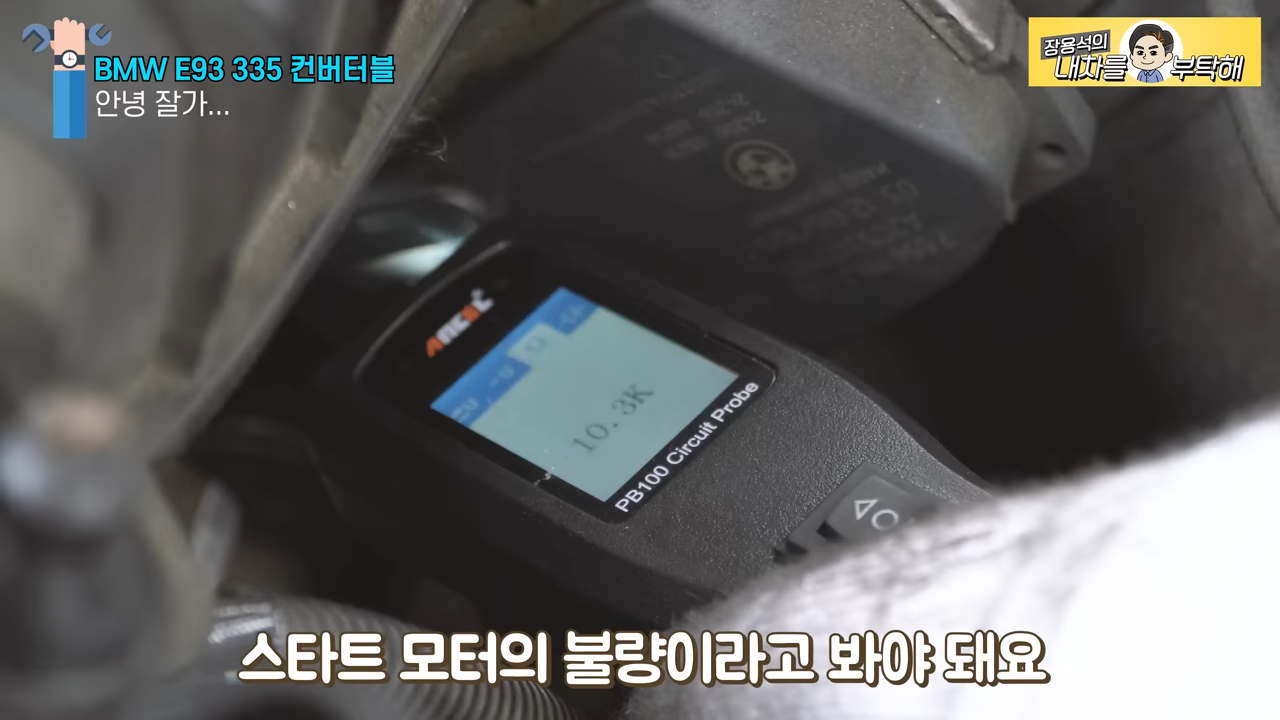 BMW E93 335 컨버터블
안녕 잘가...
장용석의
내차를 부탁해
ANCEL
10.3K
PB100 Circuit Probe
스타트 모터의 불량이라고 봐야 돼요